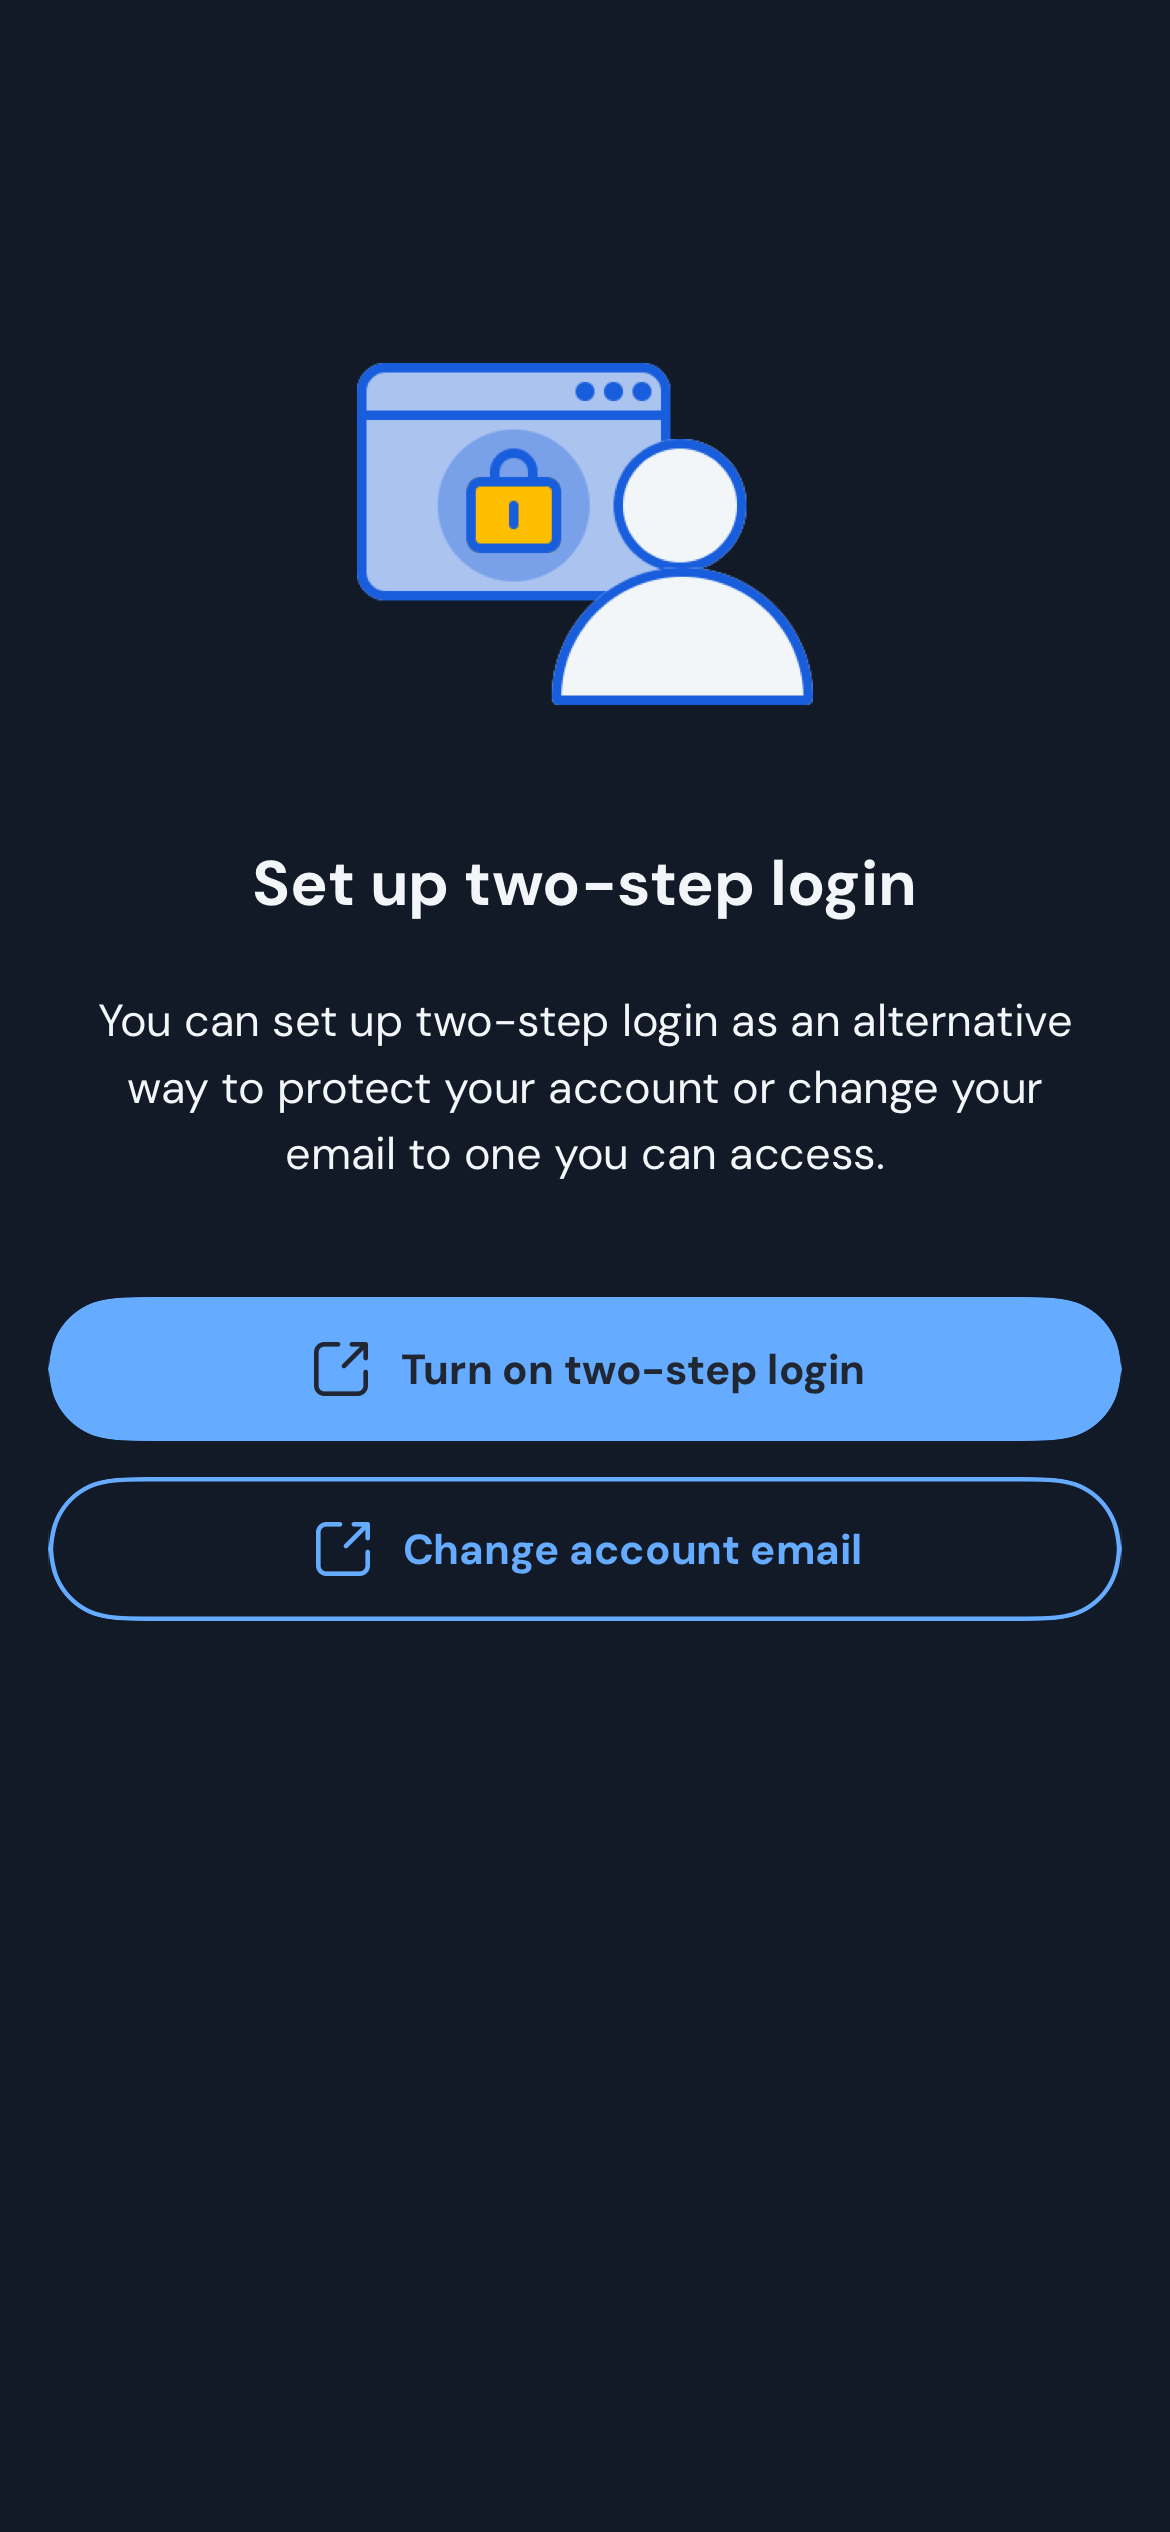 Set up two-step login
You can set up two-step login as an alternative
way to protect your account or change your
email to one you can access.
Turn on two-step login
Change account email